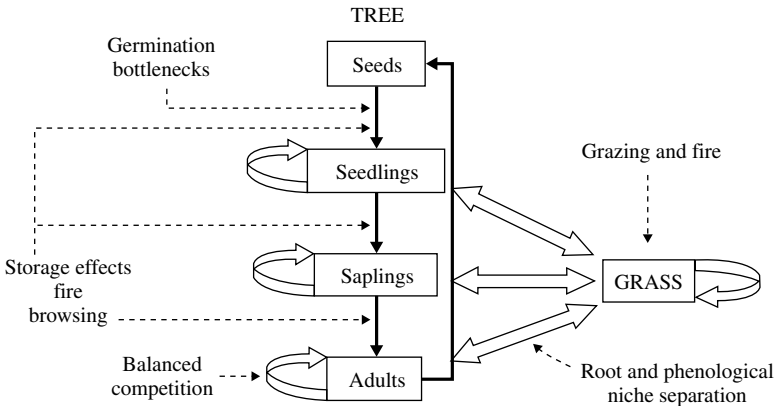 TREE
Germination
bottlenecks
Seeds
Seedlings
Grazing and fire
Storage effects
fire
browsing
Saplings
GRASS
Balanced
competition
Adults
Root and phenological
niche separation